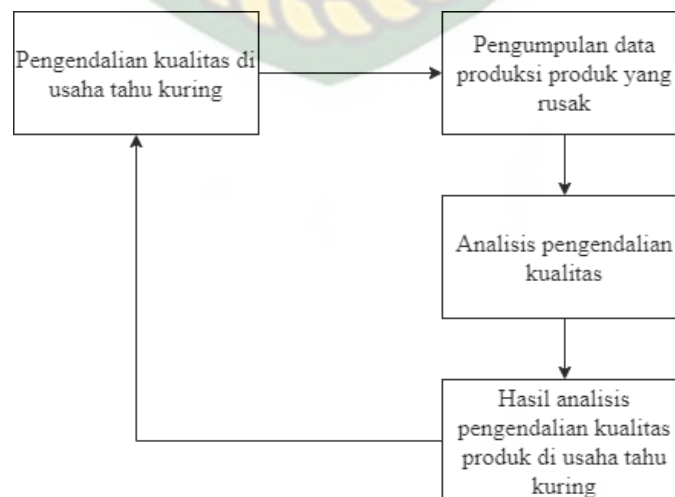 Pengendalian kualitas di
usaha tahu kuring
Pengumpulan data
produksi produk yang
rusak
Analisis pengendalian
kualitas
Hasil analisis
pengendalian kualitas
produk di usaha tahu
kuring